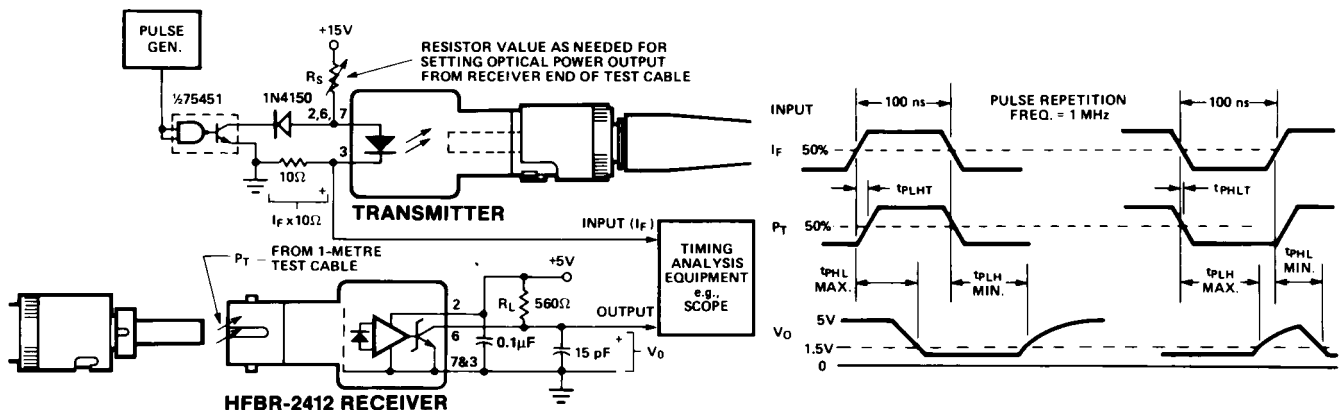 PULSE
GEN.
+15V
RS
RESISTOR VALUE AS NEEDED FOR
SETTING OPTICAL POWER OUTPUT
FROM RECEIVER END OF TEST CABLE
½75451
1N4150
2,6, 7
3
10Ω
+
IF x10Ω
TRANSMITTER
INPUT (IF)
TIMING
ANALYSIS
EQUIPMENT
e.g.,
SCOPE
PT
FROM 1-METRE
TEST CABLE
+5V
2
RL
560Ω
OUTPUT
6
0.1µF
7&3
15 pF
+
VO
HFBR-2412 RECEIVER
INPUT
100 ns
PULSE REPETITION
FREQ. = 1 MHz
100 ns
IF 50%
tPLHT
tPHLT
PT 50%
tPHL
MAX.
tPLH
MIN.
tPLH
MAX.
tPHL
MIN.
VO
5V
1.5V
0